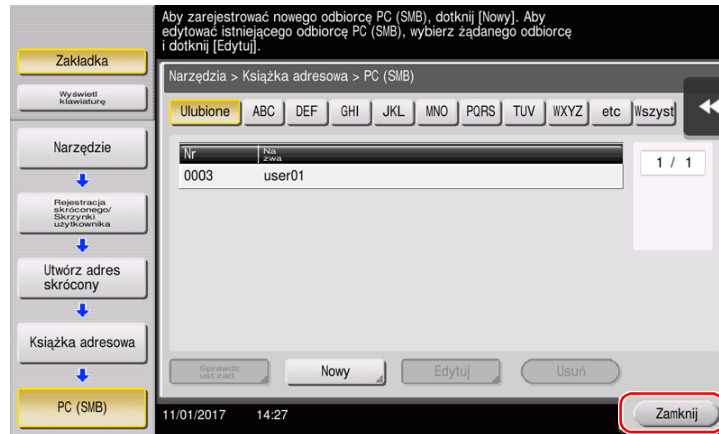 Aby zarejestrować nowego odbiorcę PC (SMB), dotknij [Nowy]. Aby
edytować istniejącego odbiorcę PC (SMB), wybierz żądanego odbiorcę
i dotknij [Edytuj].
Zakładka
Wyświetl
klawiaturę
Narzędzie
Rejestracja
skróconego/
Skrzynki
użytkownika
Utwórz adres
skrócony
Książka adresowa
PC (SMB)
Narzędzia > Książka adresowa > PC (SMB)
Ulubione ABC DEF GHI JKL MNO PQRS TUV WXYZ etc Wszyst
Nr Na
zwa
0003 user01
1 / 1
Sprawdź
ust.zad.
Nowy Edytuj Usuń
11/01/2017 14:27
Zamknij